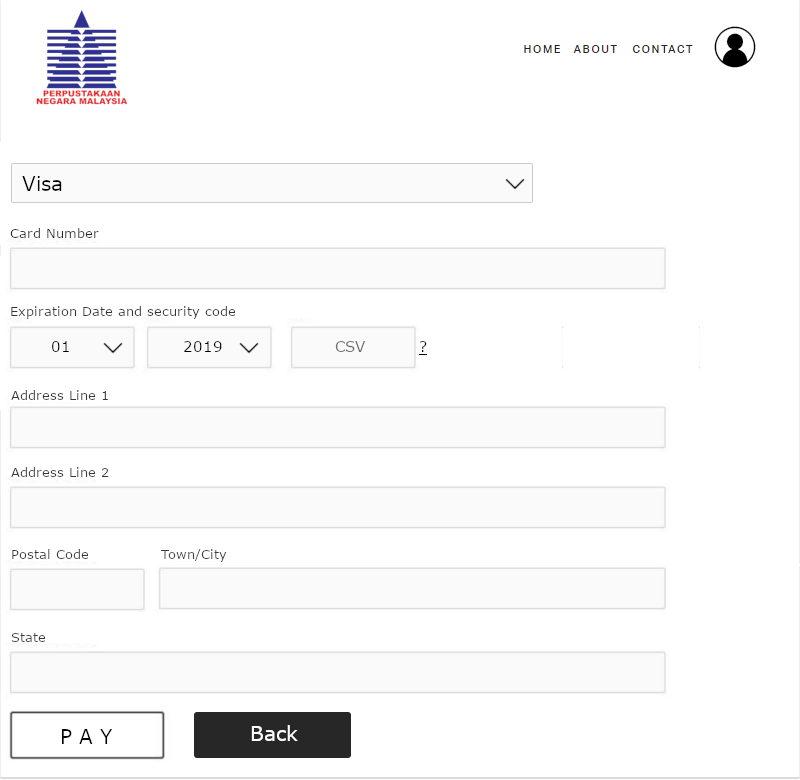 PERPUSTAKAAN
NEGARA MALAYSIA
HOME ABOUT CONTACT
Visa
Card Number
Expiration Date and security code
01 2019 CSV ?
Address Line 1
Address Line 2
Postal Code Town/City
State
PAY Back